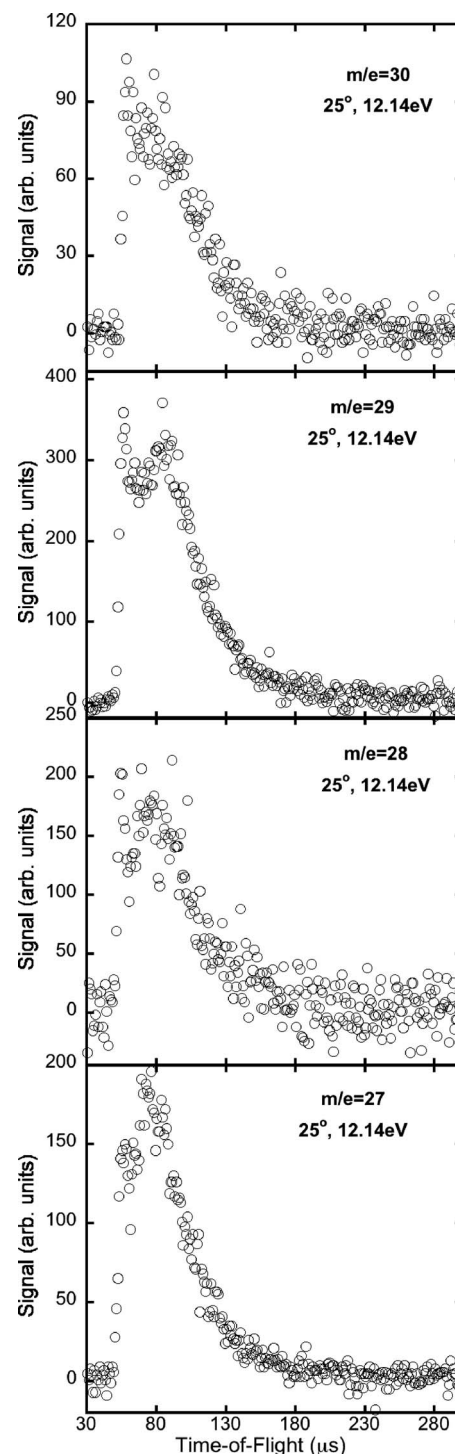 120
m/e=30
25°, 12.14eV
90
60
30
0
Signal (arb. units)
400
m/e=29
25°, 12.14eV
300
200
100
0
Signal (arb. units)
250
m/e=28
25°, 12.14eV
200
150
100
50
0
Signal (arb. units)
200
m/e=27
25°, 12.14eV
150
100
50
0
Signal (arb. units)
30 80 130 180 230 280
Time-of-Flight (μs)